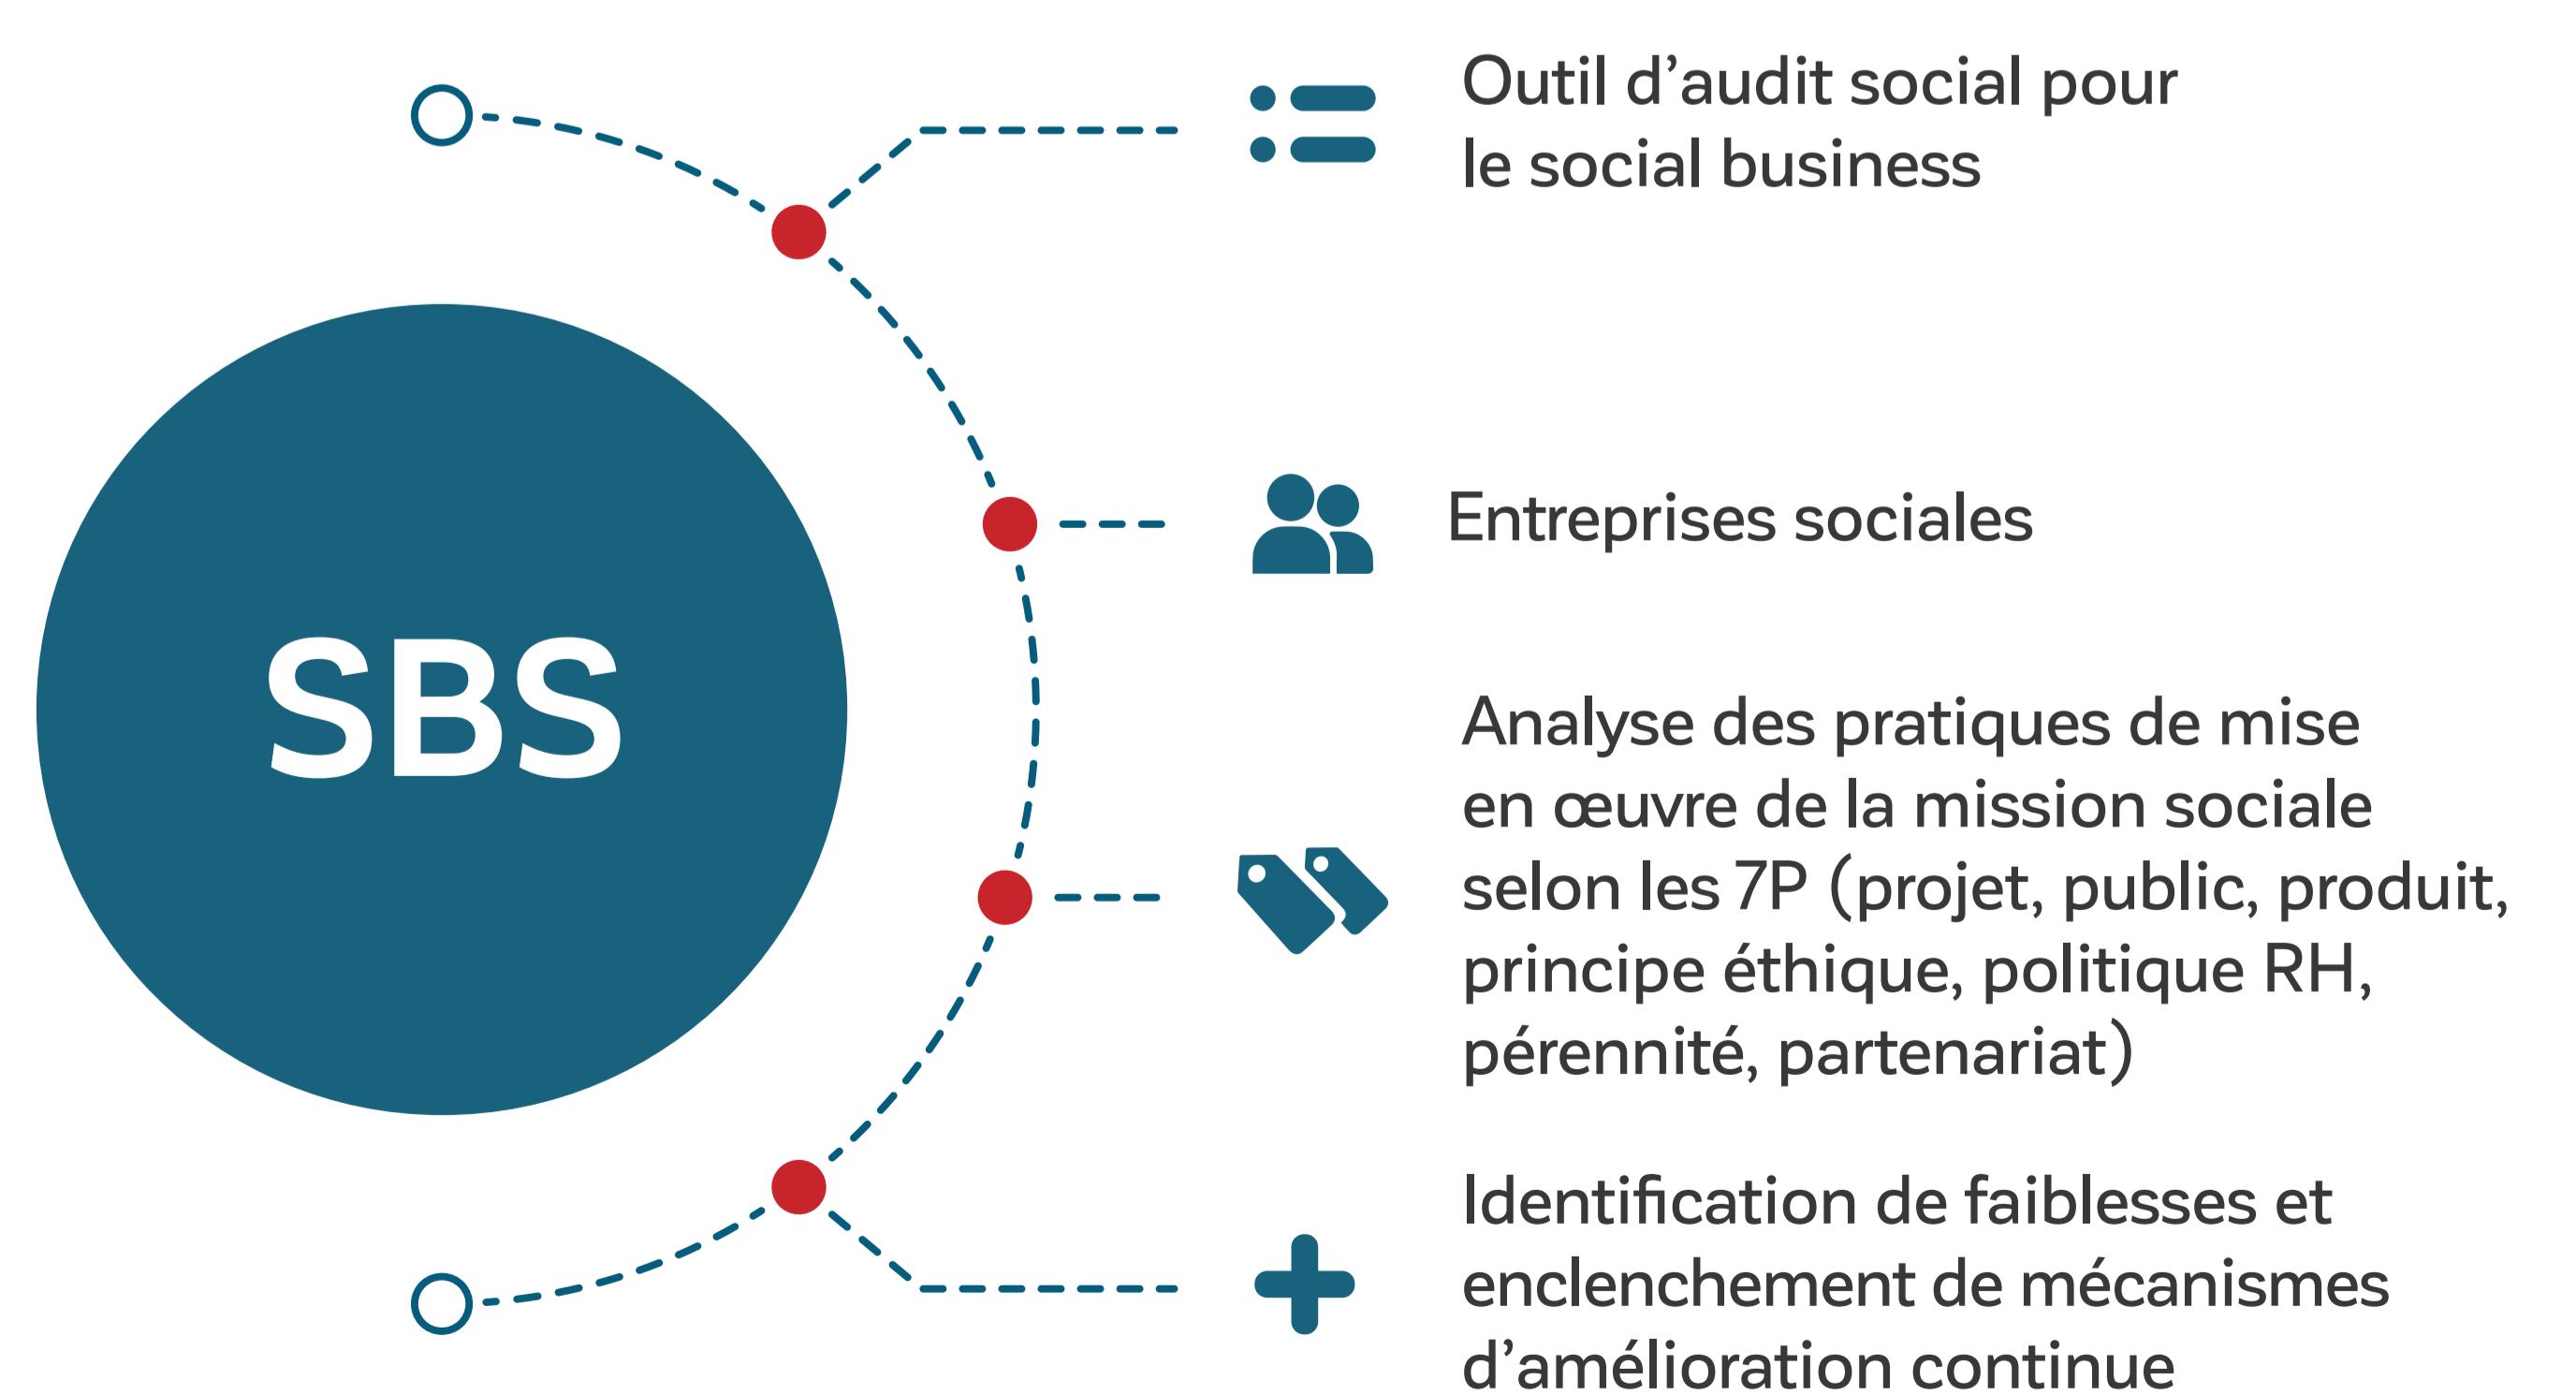 SBS
Outil d’audit social pour
le social business
Entreprises sociales
Analyse des pratiques de mise
en œuvre de la mission sociale
selon les 7P (projet, public, produit,
principe éthique, politique RH,
pérennité, partenariat)
Identification de faiblesses et
enclenchement de mécanismes
d’amélioration continue